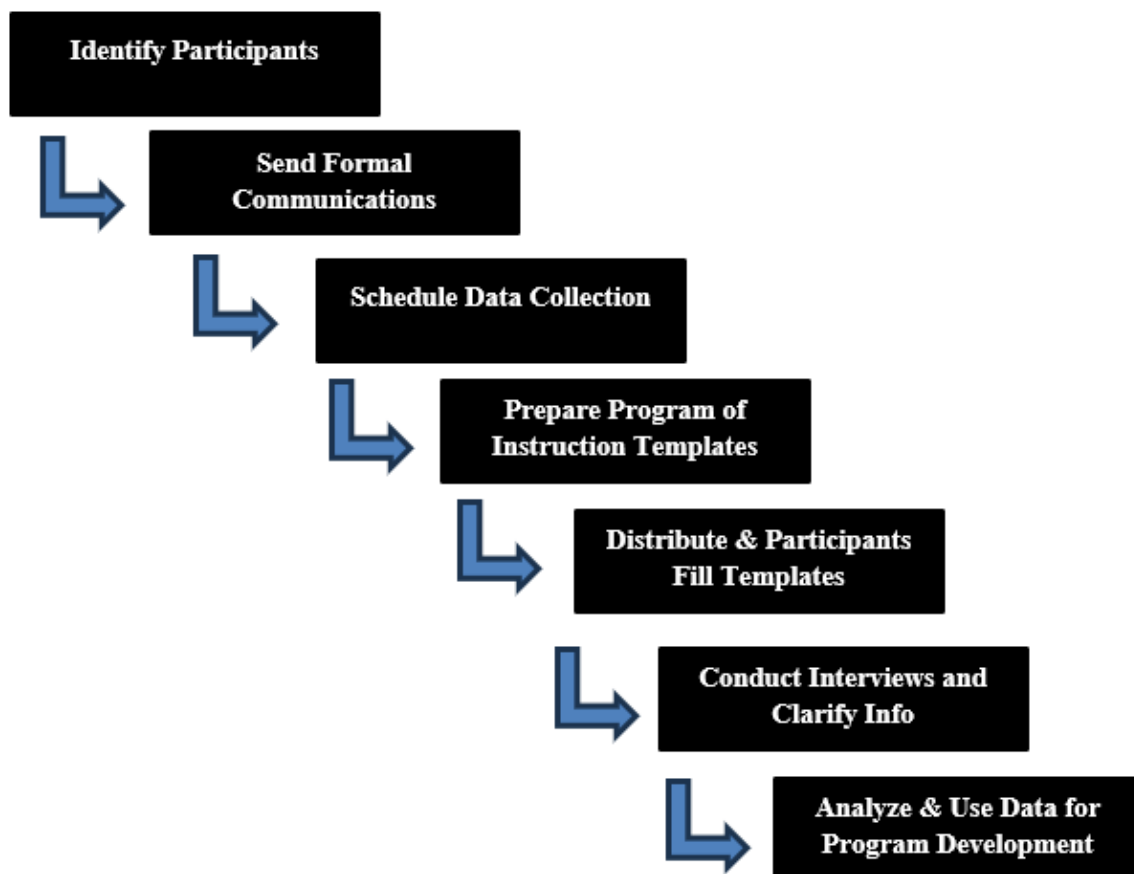 Identify Participants
Send Formal
Communications
Schedule Data Collection
Prepare Program of
Instruction Templates
Distribute & Participants
Fill Templates
Conduct Interviews and
Clarify Info
Analyze & Use Data for
Program Development